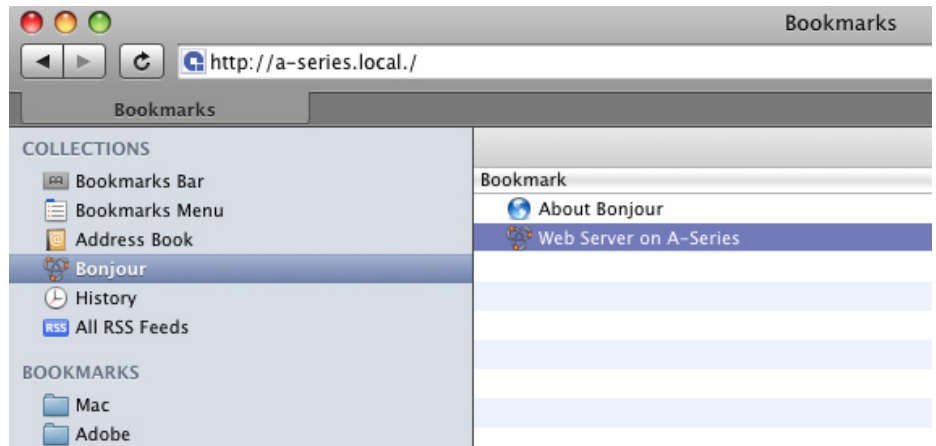 Bookmarks
http://a-series.local./
Bookmarks
COLLECTIONS
Bookmarks Bar
Bookmarks Menu
Address Book
Bonjour
History
RSS All RSS Feeds
BOOKMARKS
Mac
Adobe
Bookmark
About Bonjour
Web Server on A-Series